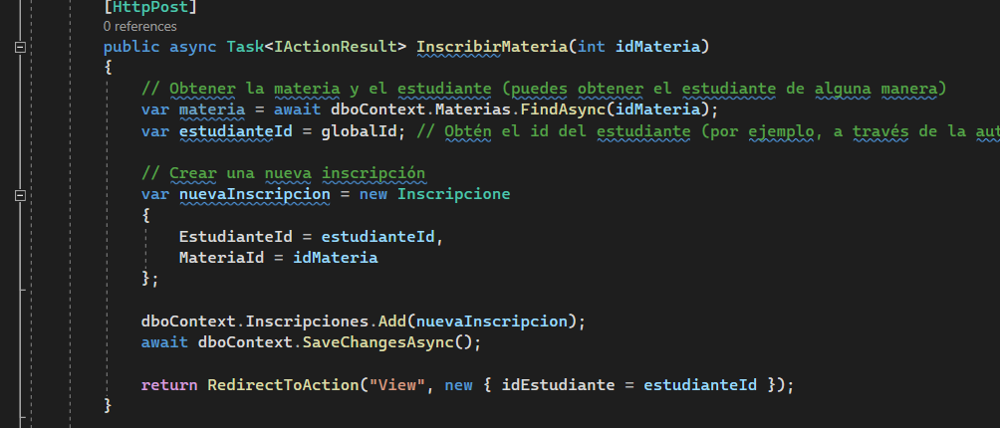 [HttpPost]
0 references
public async Task<IActionResult> InscribirMateria(int idMateria)
{
// Obtener la materia y el estudiante (puedes obtener el estudiante de alguna manera)
var materia = await dboContext.Materias.FindAsync(idMateria);
var estudianteId = globalId; // Obtén el id del estudiante (por ejemplo, a través de la aut
// Crear una nueva inscripción
var nuevaInscripcion = new Inscripcione
{
EstudianteId = estudianteId,
MateriaId = idMateria
};
dboContext.Inscripciones.Add(nuevaInscripcion);
await dboContext.SaveChangesAsync();
return RedirectToAction("View", new { idEstudiante = estudianteId });
}